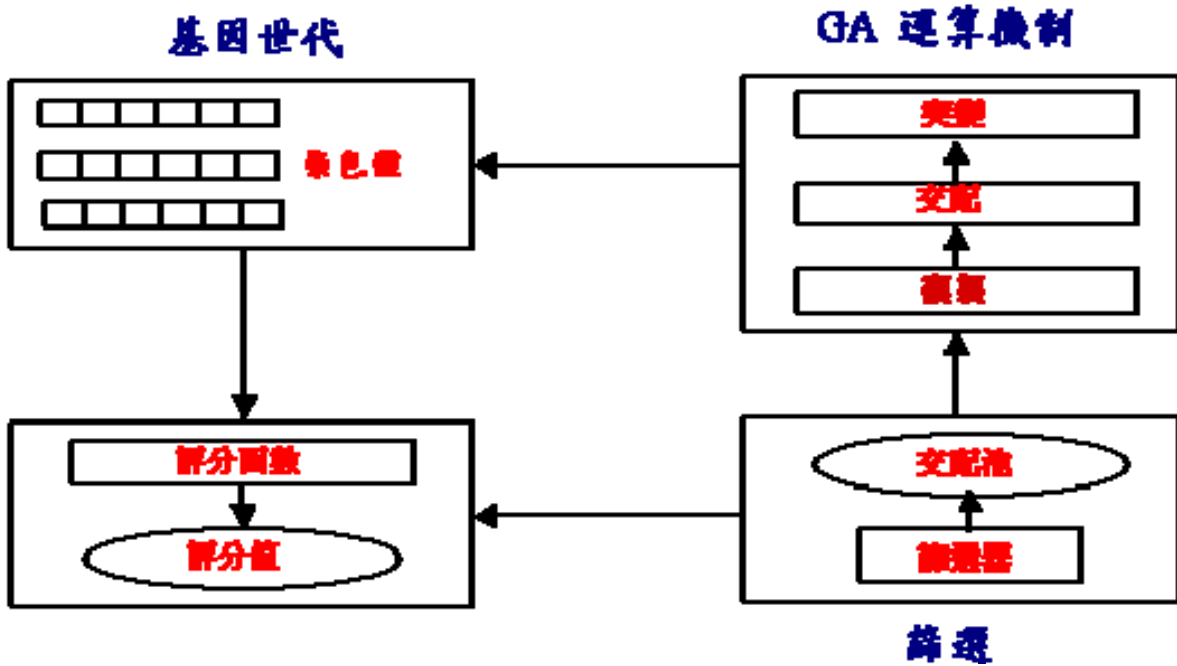 基因世代
GA 運算機制
突變
染色體
交配
複製
評分函數
交配池
評分值
篩選器
篩選